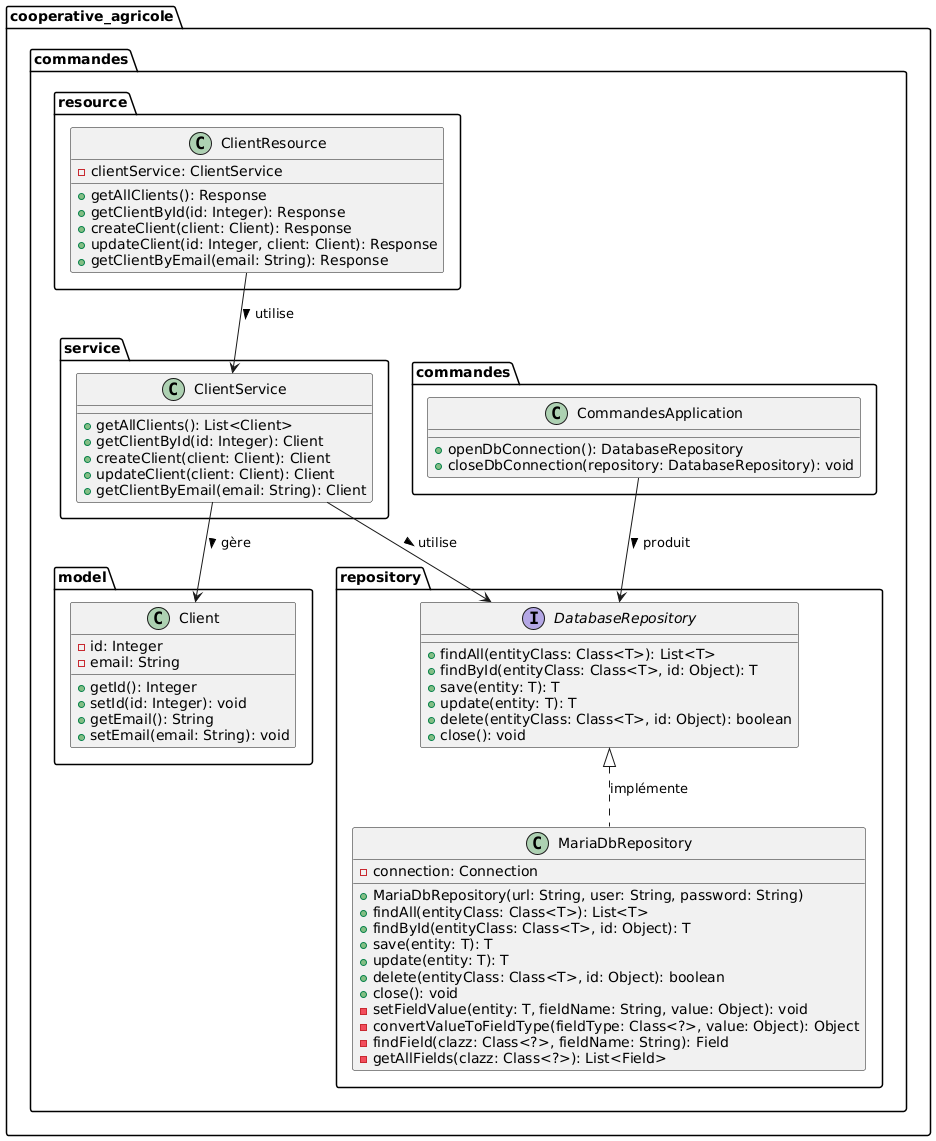 cooperative_agricole
commandes
resource
C ClientResource
clientService: ClientService
getAllClients(): Response
getClientById(id: Integer): Response
createClient(client: Client): Response
updateClient(id: Integer, client: Client): Response
getClientByEmail(email: String): Response
utilise
service
C ClientService
getAllClients(): List<Client>
getClientById(id: Integer): Client
createClient(client: Client): Client
updateClient(client: Client): Client
getClientByEmail(email: String): Client
commandes
C CommandesApplication
openDbConnection(): DatabaseRepository
closeDbConnection(repository: DatabaseRepository): void
gère
utilise
produit
model
C Client
id: Integer
email: String
getId(): Integer
setId(id: Integer): void
getEmail(): String
setEmail(email: String): void
repository
I DatabaseRepository
findAll(entityClass: Class<T>): List<T>
findById(entityClass: Class<T>, id: Object): T
save(entity: T): T
update(entity: T): T
delete(entityClass: Class<T>, id: Object): boolean
close(): void
implémente
C MariaDbRepository
connection: Connection
MariaDbRepository(url: String, user: String, password: String)
findAll(entityClass: Class<T>): List<T>
findById(entityClass: Class<T>, id: Object): T
save(entity: T): T
update(entity: T): T
delete(entityClass: Class<T>, id: Object): boolean
close(): void
setFieldValue(entity: T, fieldName: String, value: Object): void
convertValueToFieldType(fieldType: Class<?>, value: Object): Object
findField(clazz: Class<?>, fieldName: String): Field
getAllFields(clazz: Class<?>): List<Field>